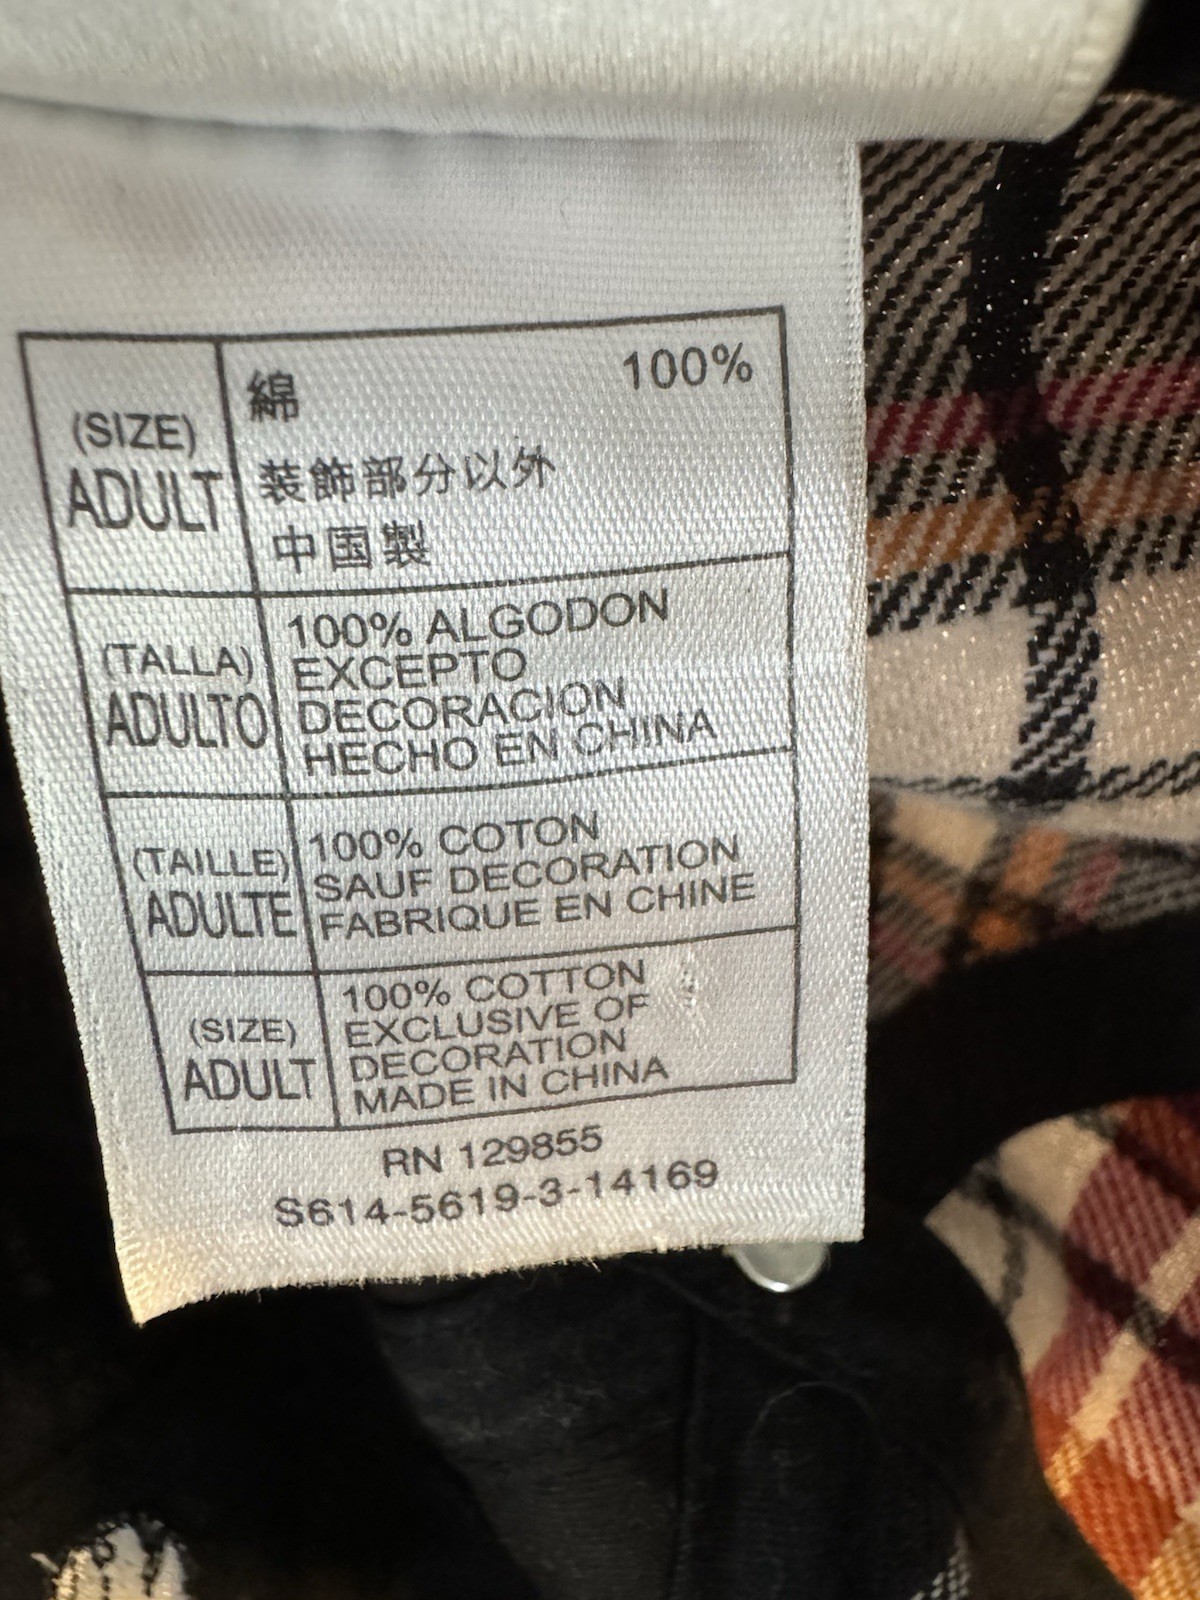 (SIZE)
ADULT
綿 100%
装飾部分以外
中国製
(TALLA)
ADULTO
100% ALGODON
EXCEPTO
DECORACION
HECHO EN CHINA
(TAILLE)
ADULTE
100% COTON
SAUF DECORATION
FABRIQUE EN CHINE
(SIZE)
ADULT
100% COTTON
EXCLUSIVE OF
DECORATION
MADE IN CHINA
RN 129855
S614-5619-3-14169